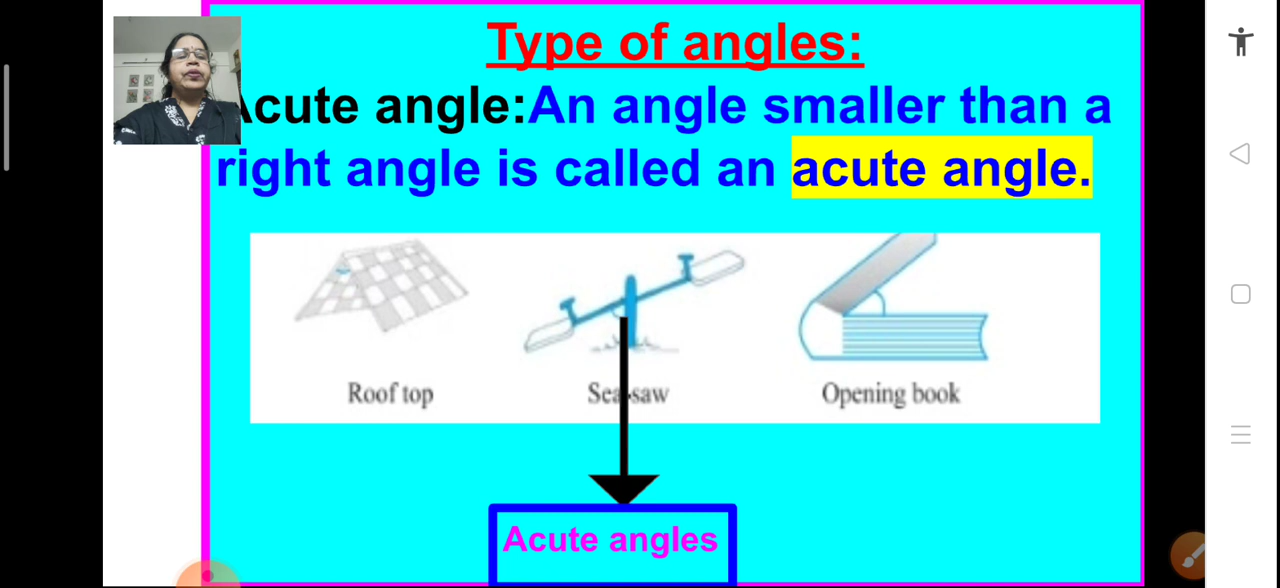 Type of angles:
Acute angle:An angle smaller than a
right angle is called an acute angle.
Roof top Sea-saw Opening book
Acute angles